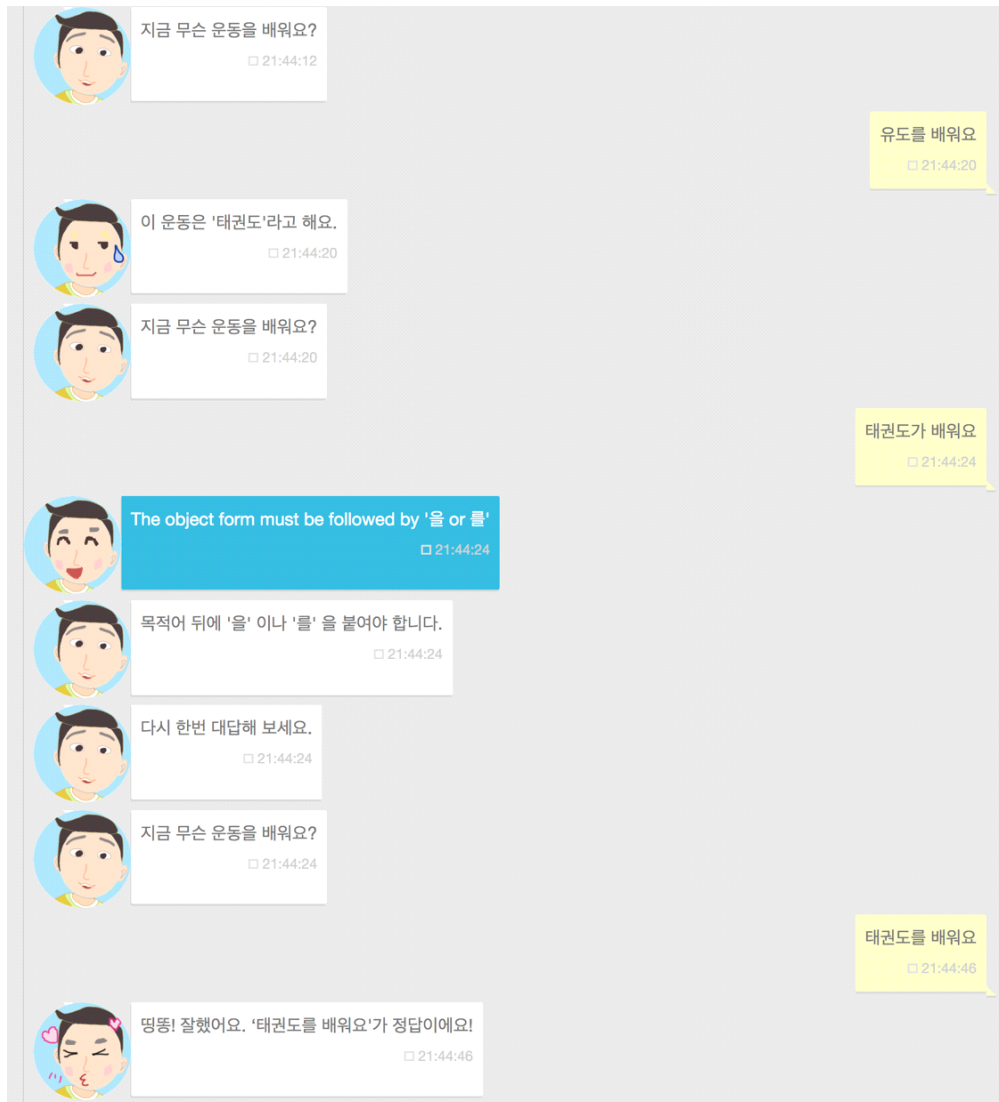 지금 무슨 운동을 배워요?
□ 21:44:12
유도를 배워요
□ 21:44:20
이 운동은 '태권도'라고 해요.
□ 21:44:20
지금 무슨 운동을 배워요?
□ 21:44:20
태권도가 배워요
□ 21:44:24
The object form must be followed by '을 or 를'
□ 21:44:24
목적어 뒤에 '을' 이나 '를' 을 붙여야 합니다.
□ 21:44:24
다시 한번 대답해 보세요.
□ 21:44:24
지금 무슨 운동을 배워요?
□ 21:44:24
태권도를 배워요
□ 21:44:46
띵똥! 잘했어요. ‘태권도를 배워요'가 정답이에요!
□ 21:44:46